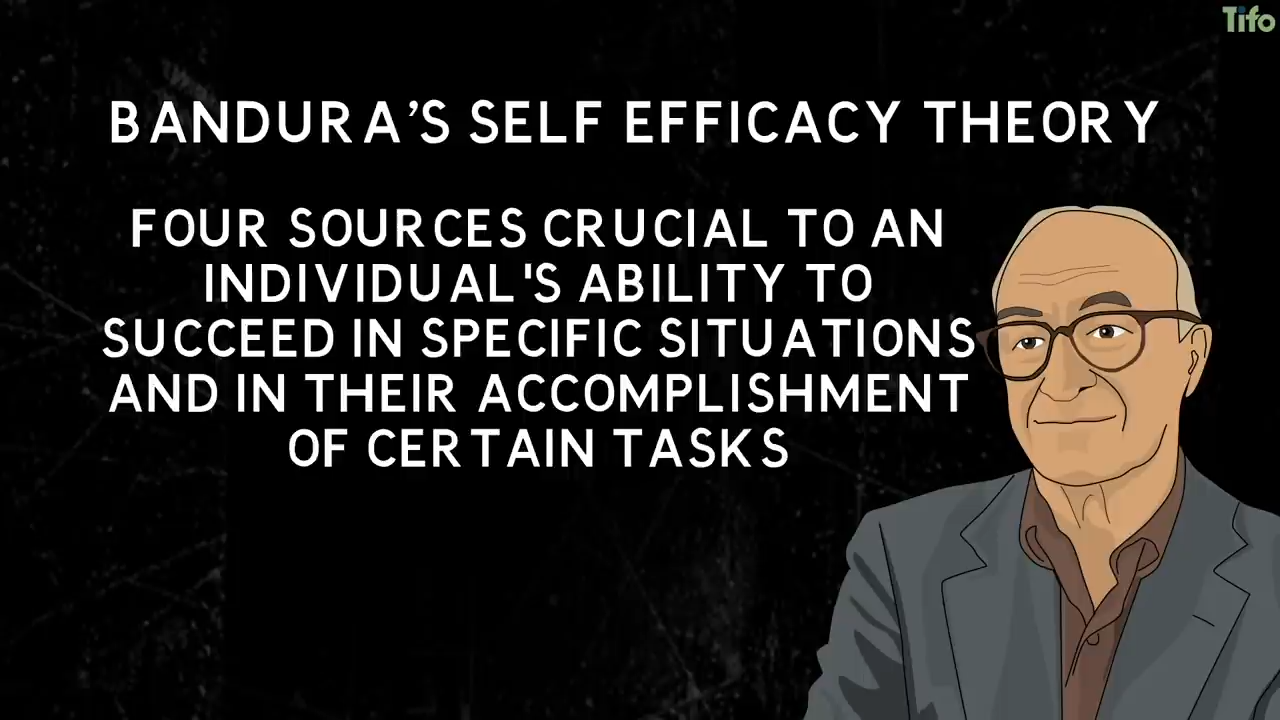 Tifo
BANDURA’S SELF EFFICACY THEORY
FOUR SOURCES CRUCIAL TO AN
INDIVIDUAL'S ABILITY TO
SUCCEED IN SPECIFIC SITUATIONS
AND IN THEIR ACCOMPLISHMENT
OF CERTAIN TASKS